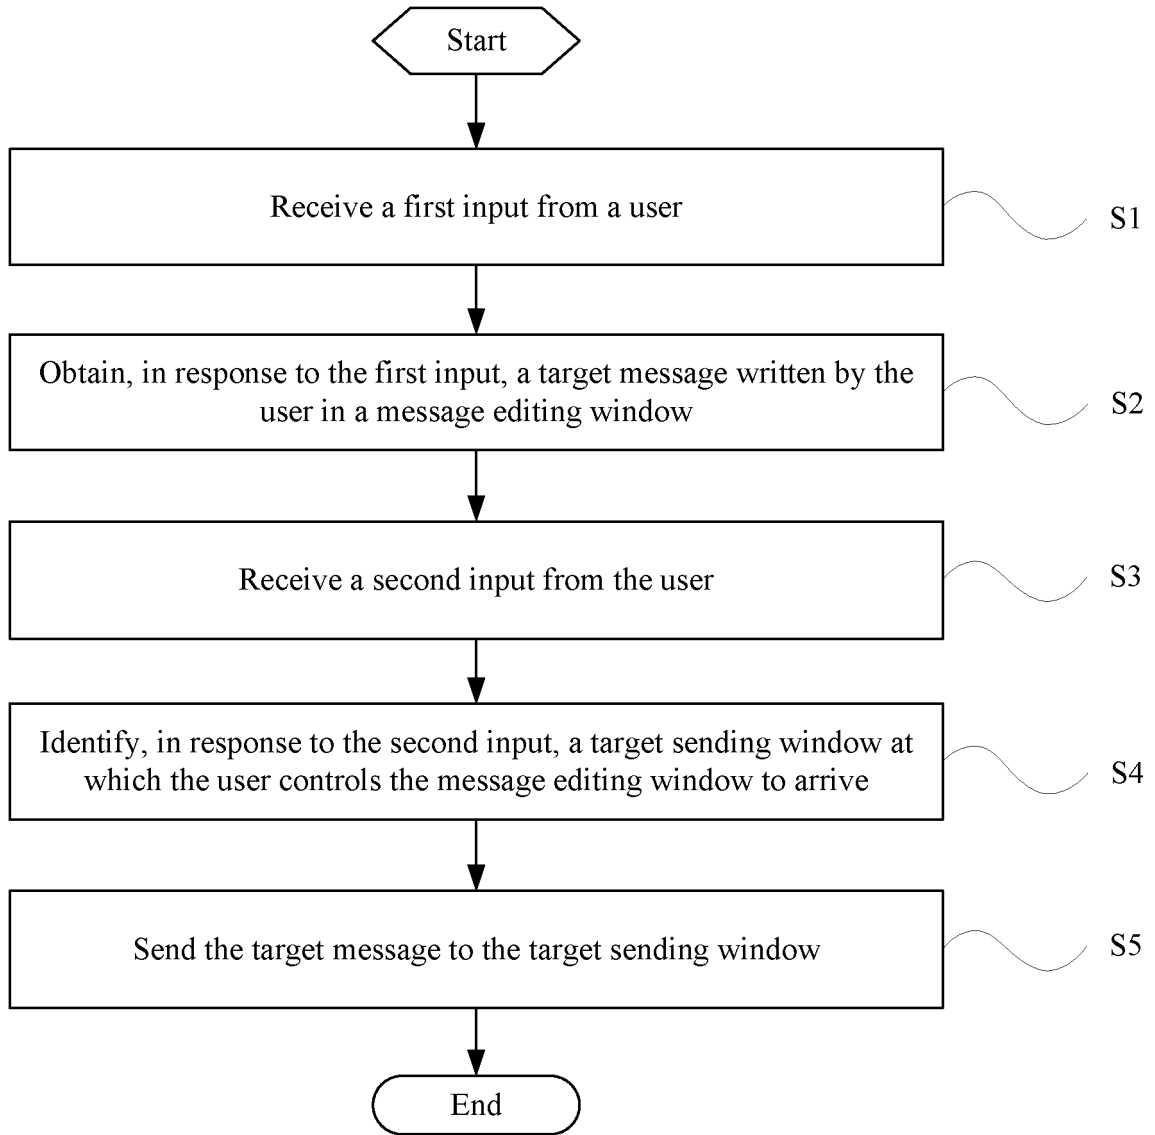 Start
Receive a first input from a user
S1
Obtain, in response to the first input, a target message written by the
user in a message editing window
S2
Receive a second input from the user
S3
Identify, in response to the second input, a target sending window at
which the user controls the message editing window to arrive
S4
Send the target message to the target sending window
S5
End